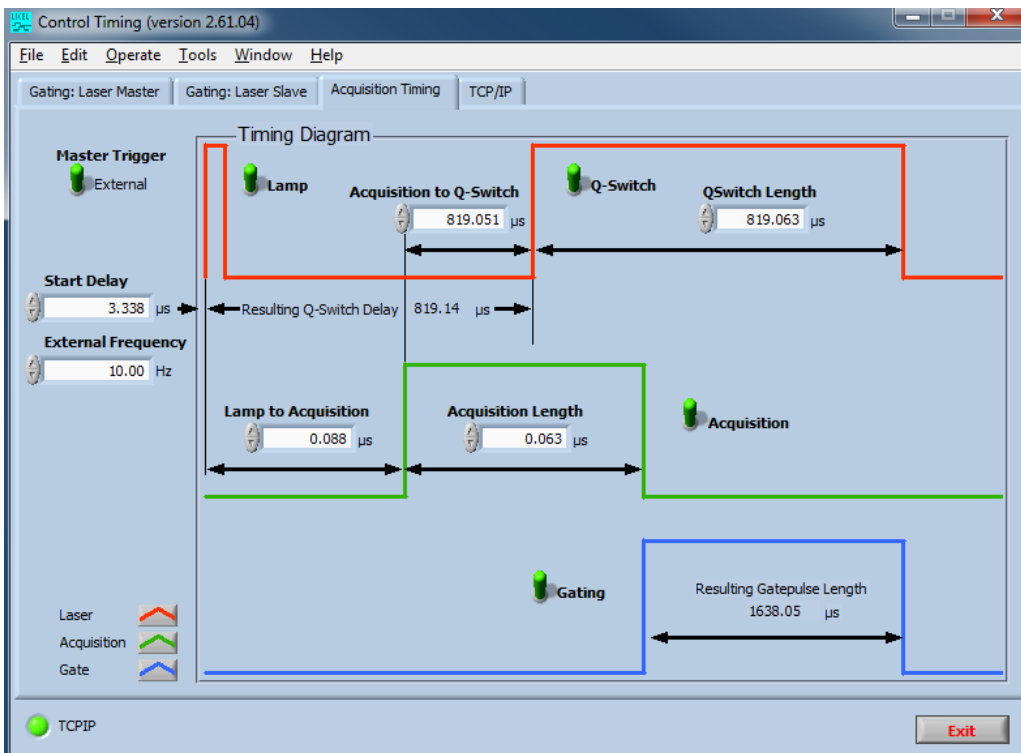 LICEL
Control Timing (version 2.61.04)
File Edit Operate Tools Window Help
Gating: Laser Master Gating: Laser Slave Acquisition Timing TCP/IP
Timing Diagram
Master Trigger
External
Lamp
Acquisition to Q-Switch
819.051 µs
Q-Switch
QSwitch Length
819.063 µs
Start Delay
3.338 µs
Resulting Q-Switch Delay 819.14 µs
External Frequency
10.00 Hz
Lamp to Acquisition
0.088 µs
Acquisition Length
0.063 µs
Acquisition
Gating
Resulting Gatepulse Length
1638.05 µs
Laser
Acquisition
Gate
TCPIP
Exit